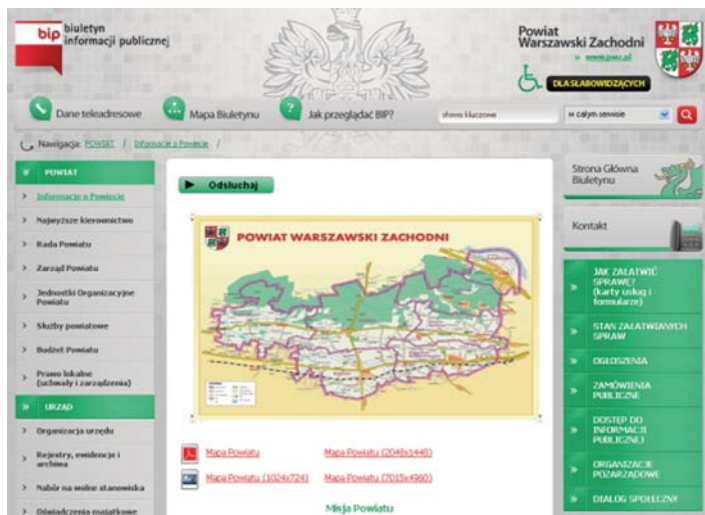 bip biuletyn
informacji publicznej
Powiat
Warszawski Zachodni
» www.pwz.pl
DLA SŁABOWIDZĄCYCH
Dane teleadresowe
Mapa Biuletynu
? Jak przeglądać BIP?
słowo kluczowe
w całym serwisie
Nawigacja: POWIAT / Informacje o Powiecie /
POWIAT
Informacje o Powiecie
Najwyższe kierownictwo
Rada Powiatu
Zarząd Powiatu
Jednostki Organizacyjne
Powiatu
Służby powiatowe
Budżet Powiatu
Prawo lokalne
(uchwały i zarządzenia)
URZĄD
Organizacja urzędu
Rejestry, ewidencje i
archiwa
Nabór na wolne stanowiska
Oświadczenia majątkowe
Odsłuchaj
POWIAT WARSZAWSKI ZACHODNI
Mapa Powiatu
Mapa Powiatu (2048x1448)
Mapa Powiatu (1024x724)
Mapa Powiatu (7015x4960)
Misja Powiatu
Strona Główna
Biuletynu
Kontakt
JAK ZAŁATWIĆ
SPRAWĘ?
(karty usług i
formularze)
STAN ZAŁATWIANYCH
SPRAW
OGŁOSZENIA
ZAMÓWIENIA
PUBLICZNE
DOSTĘP DO
INFORMACJI
PUBLICZNEJ
ORGANIZACJE
POZARZĄDOWE
DIALOG SPOŁECZNY